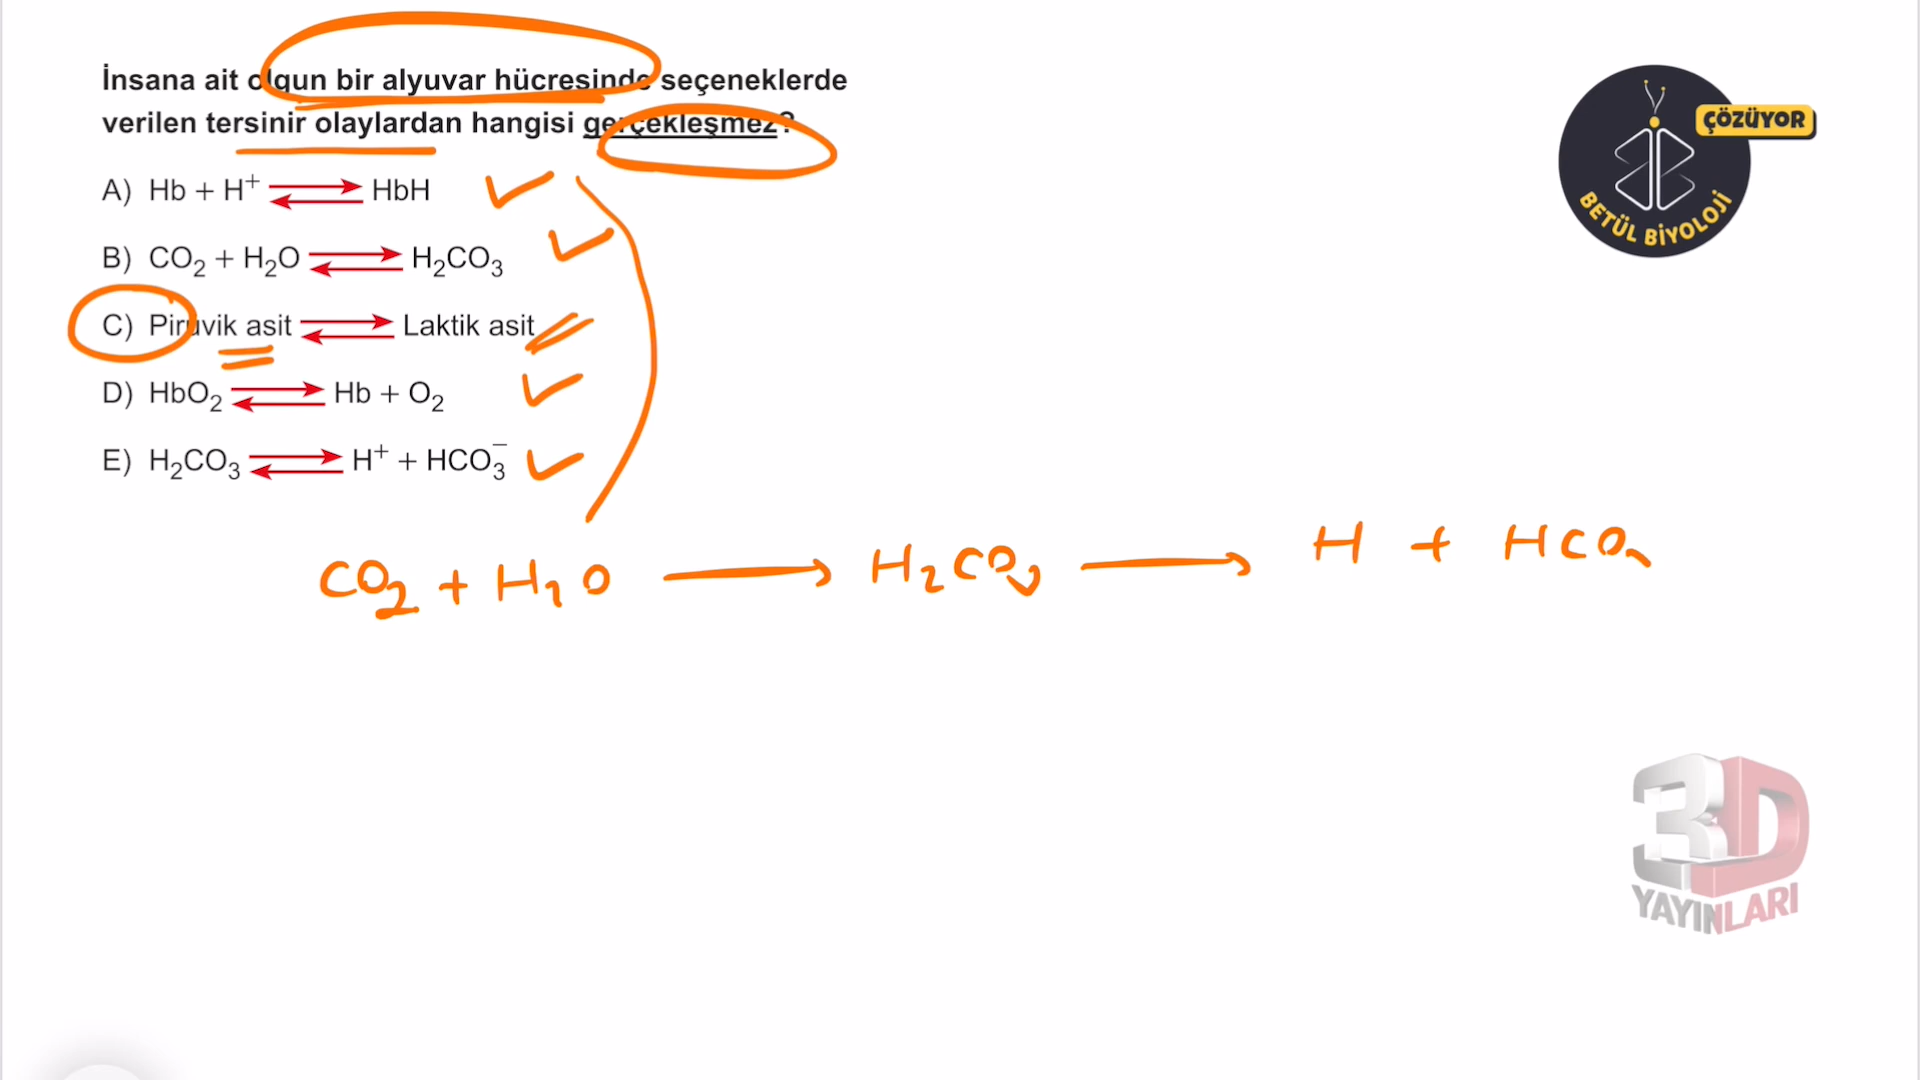 İnsana ait olgun bir alyuvar hücresinde seçeneklerde
verilen tersinir olaylardan hangisi gerçekleşmez?
A) Hb + H⁺ ⇄ HbH
B) CO₂ + H₂O ⇄ H₂CO₃
C) Piruvik asit ⇄ Laktik asit
D) HbO₂ ⇄ Hb + O₂
E) H₂CO₃ ⇄ H⁺ + HCO₃⁻
CO₂ + H₂O → H₂CO₃ → H + HCO₃
ÇÖZÜYOR
BETÜL BİYOLOJİ
3D
YAYINLARI